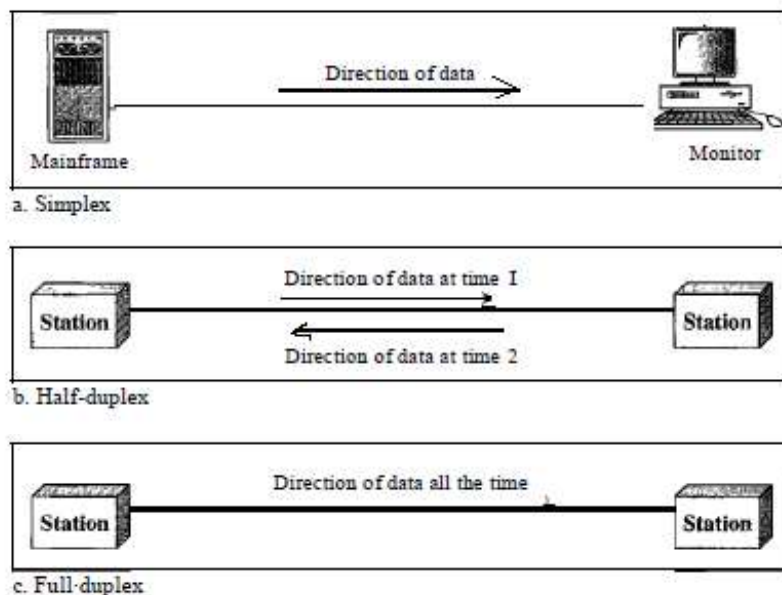 Direction of data
Mainframe
Monitor
a. Simplex
Direction of data at time I
Station
Station
Direction of data at time 2
b. Half-duplex
Direction of data all the time
Station
Station
c. Full·duplex